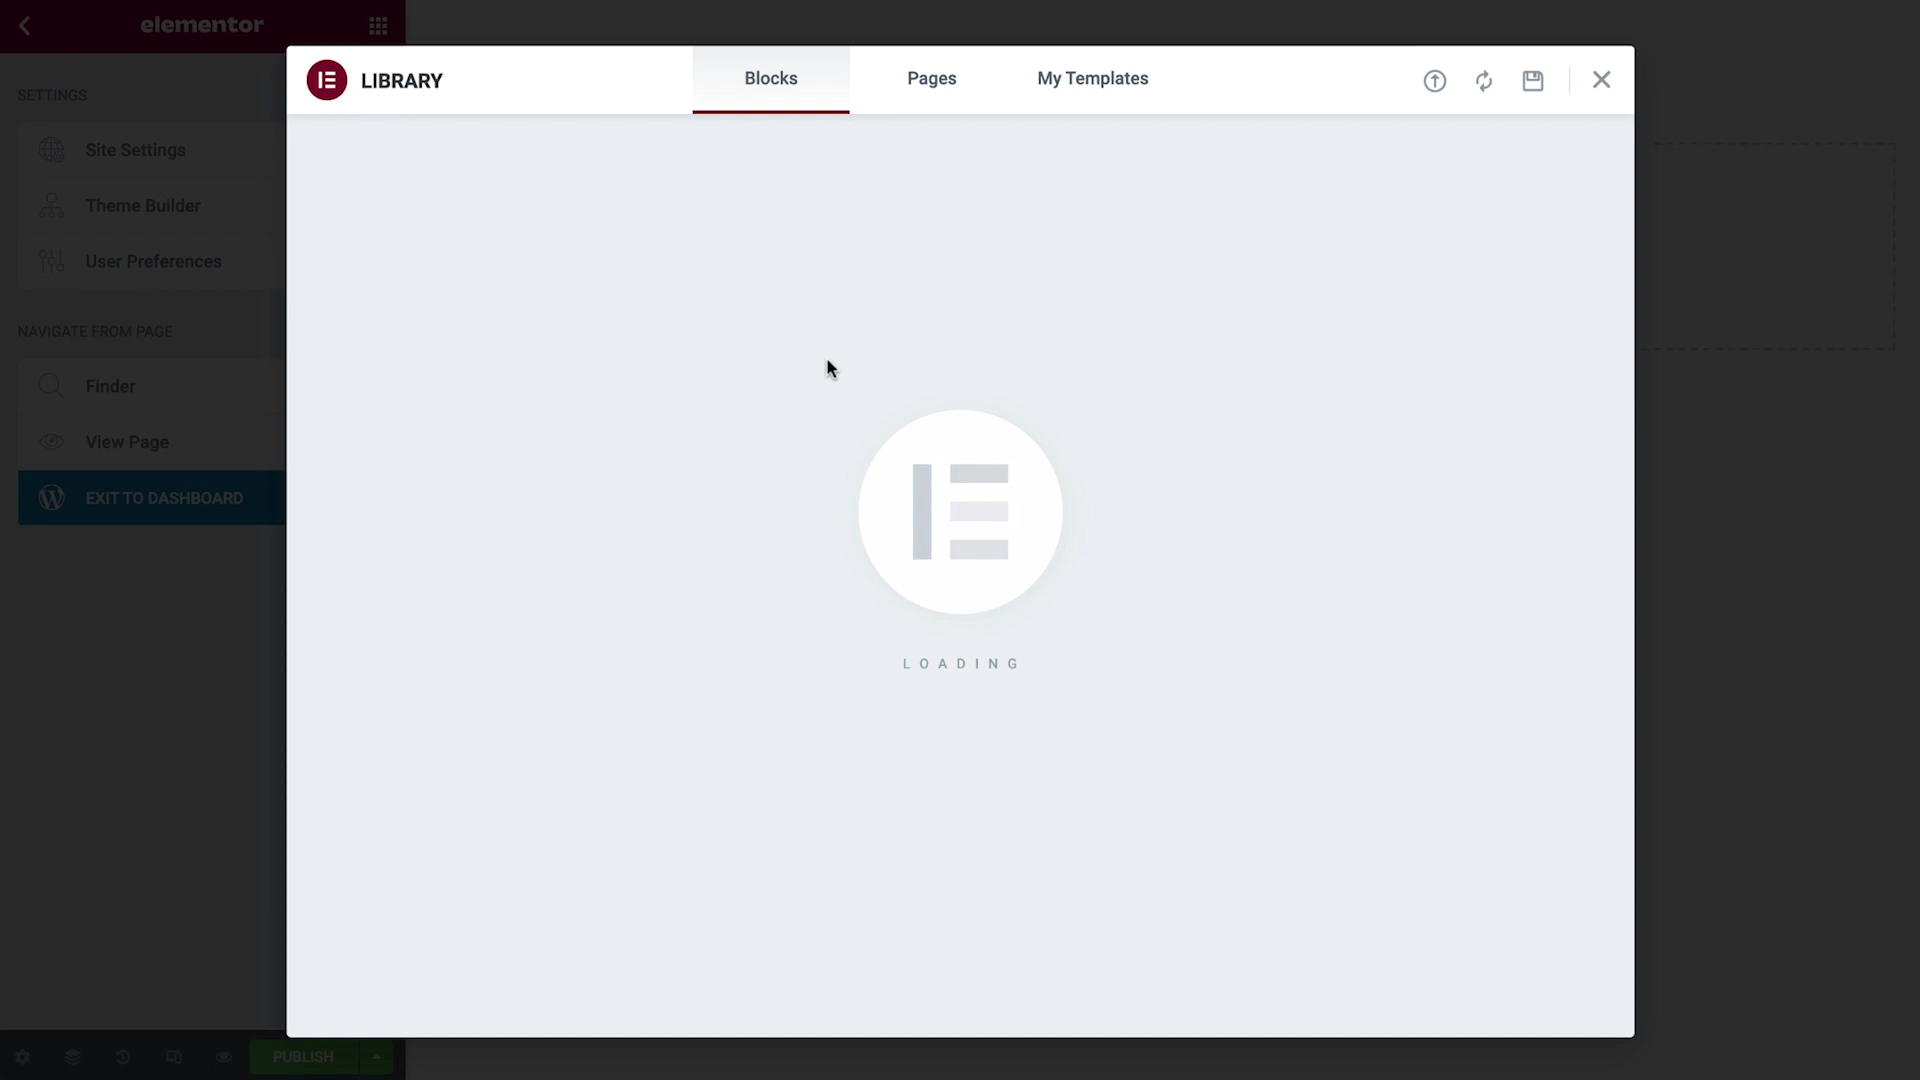 elementor
SETTINGS
Site Settings
Theme Builder
User Preferences
NAVIGATE FROM PAGE
Finder
View Page
EXIT TO DASHBOARD
PUBLISH
LIBRARY
Blocks
Pages
My Templates
LOADING